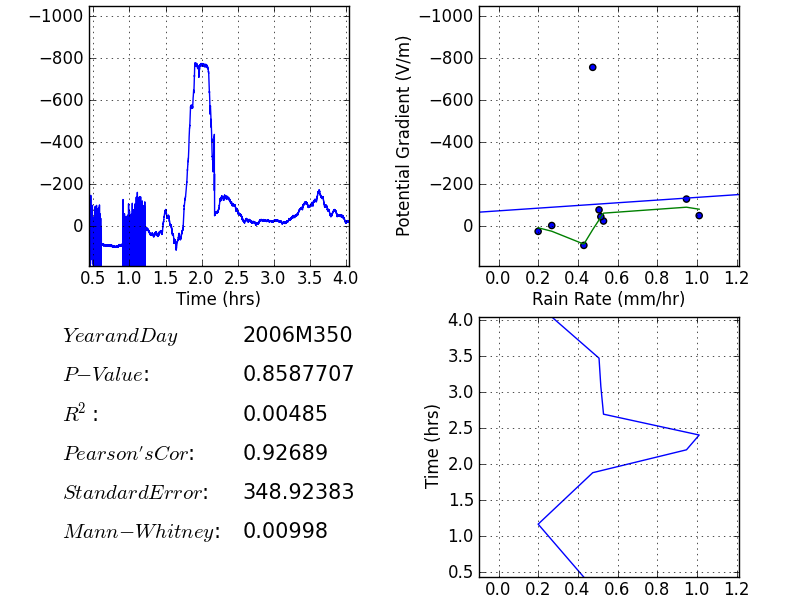 −1000
−800
−600
−400
−200
0
0.5 1.0 1.5 2.0 2.5 3.0 3.5 4.0
Time (hrs)
Potential Gradient (V/m)
−1000
−800
−600
−400
−200
0
0.0 0.2 0.4 0.6 0.8 1.0 1.2
Rain Rate (mm/hr)
YearandDay 2006M350
P−Value: 0.8587707
R²: 0.00485
Pearson'sCor: 0.92689
StandardError: 348.92383
Mann−Whitney: 0.00998
Time (hrs)
4.0
3.5
3.0
2.5
2.0
1.5
1.0
0.5
0.0 0.2 0.4 0.6 0.8 1.0 1.2